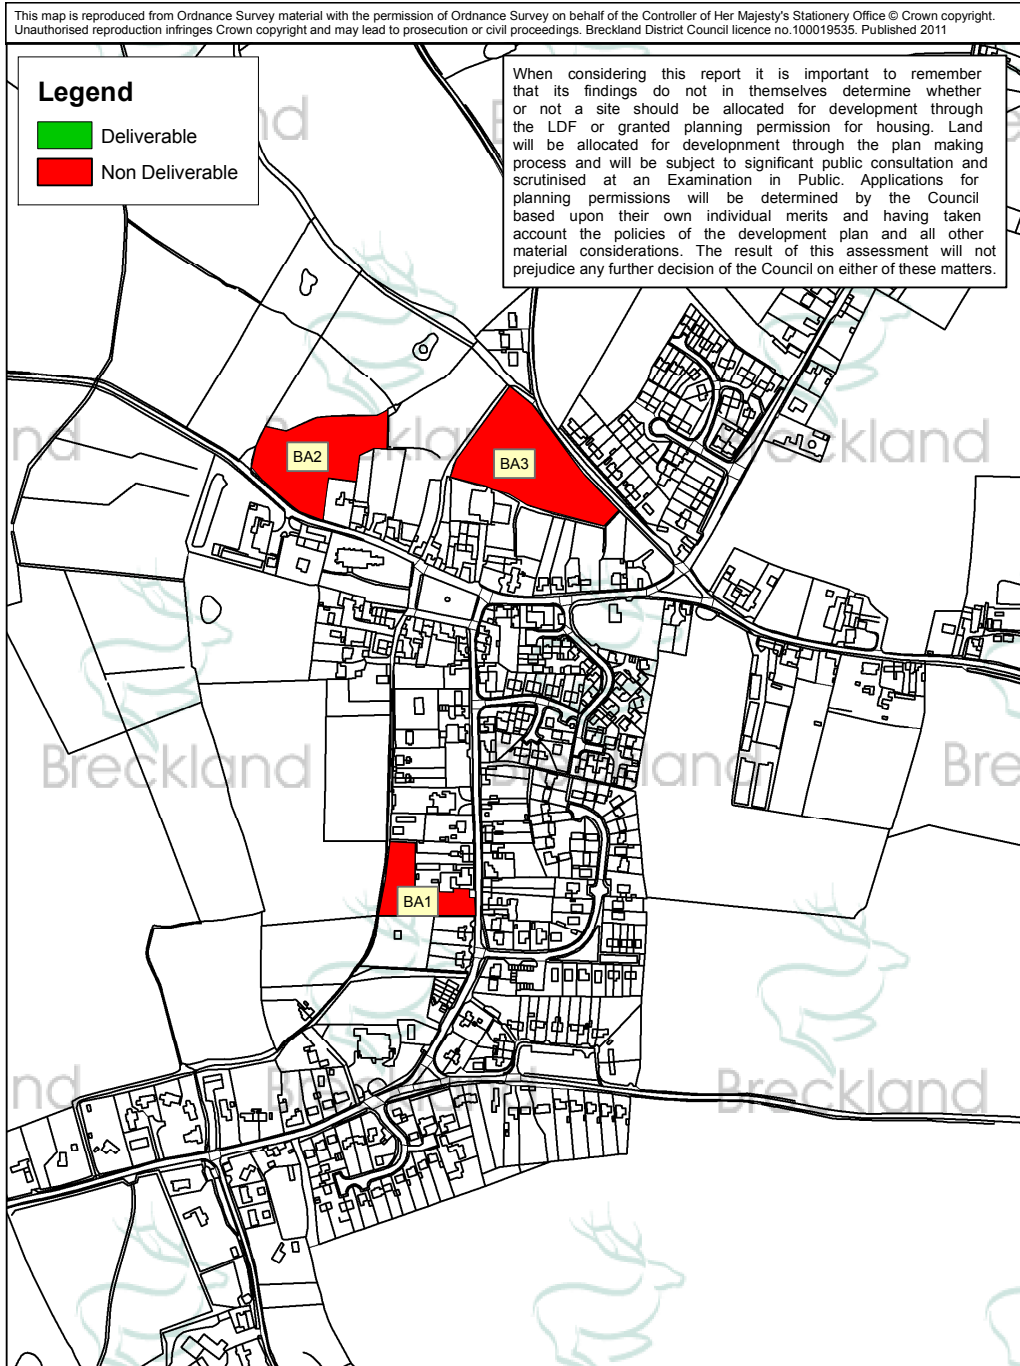 This map is reproduced from Ordnance Survey material with the permission of Ordnance Survey on behalf of the Controller of Her Majesty's Stationery Office © Crown copyright.
Unauthorised reproduction infringes Crown copyright and may lead to prosecution or civil proceedings. Breckland District Council licence no.100019535. Published 2011
Legend
Deliverable
Non Deliverable
When considering this report it is important to remember
that its findings do not in themselves determine whether
or not a site should be allocated for development through
the LDF or granted planning permission for housing. Land
will be allocated for developnment through the plan making
process and will be subject to significant public consultation and
scrutinised at an Examination in Public. Applications for
planning permissions will be determined by the Council
based upon their own individual merits and having taken
account the policies of the development plan and all other
material considerations. The result of this assessment will not
prejudice any further decision of the Council on either of these matters.
BA2
BA3
BA1
Breckland
Breckland
Breckland
Bre
Breckland
Breckland